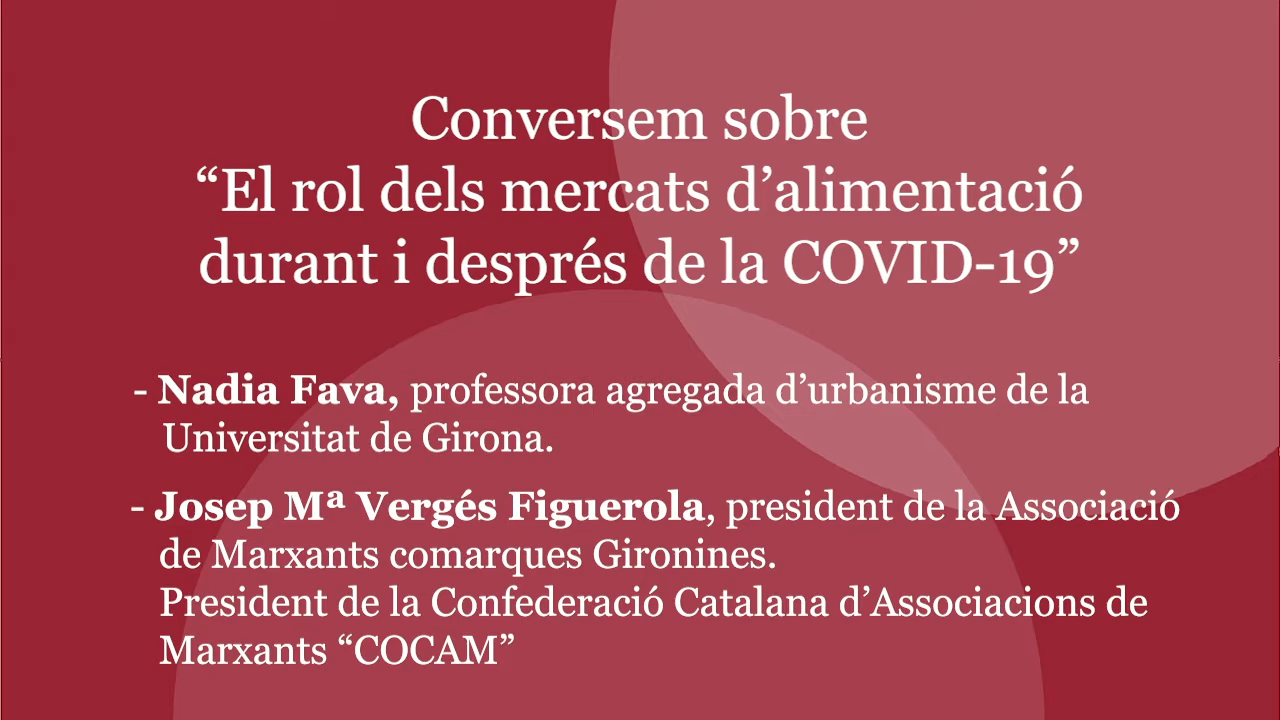 Conversem sobre
“El rol dels mercats d’alimentació
durant i després de la COVID-19”
- Nadia Fava, professora agregada d’urbanisme de la
Universitat de Girona.
- Josep Mª Vergés Figuerola, president de la Associació
de Marxants comarques Gironines.
President de la Confederació Catalana d’Associacions de
Marxants “COCAM”